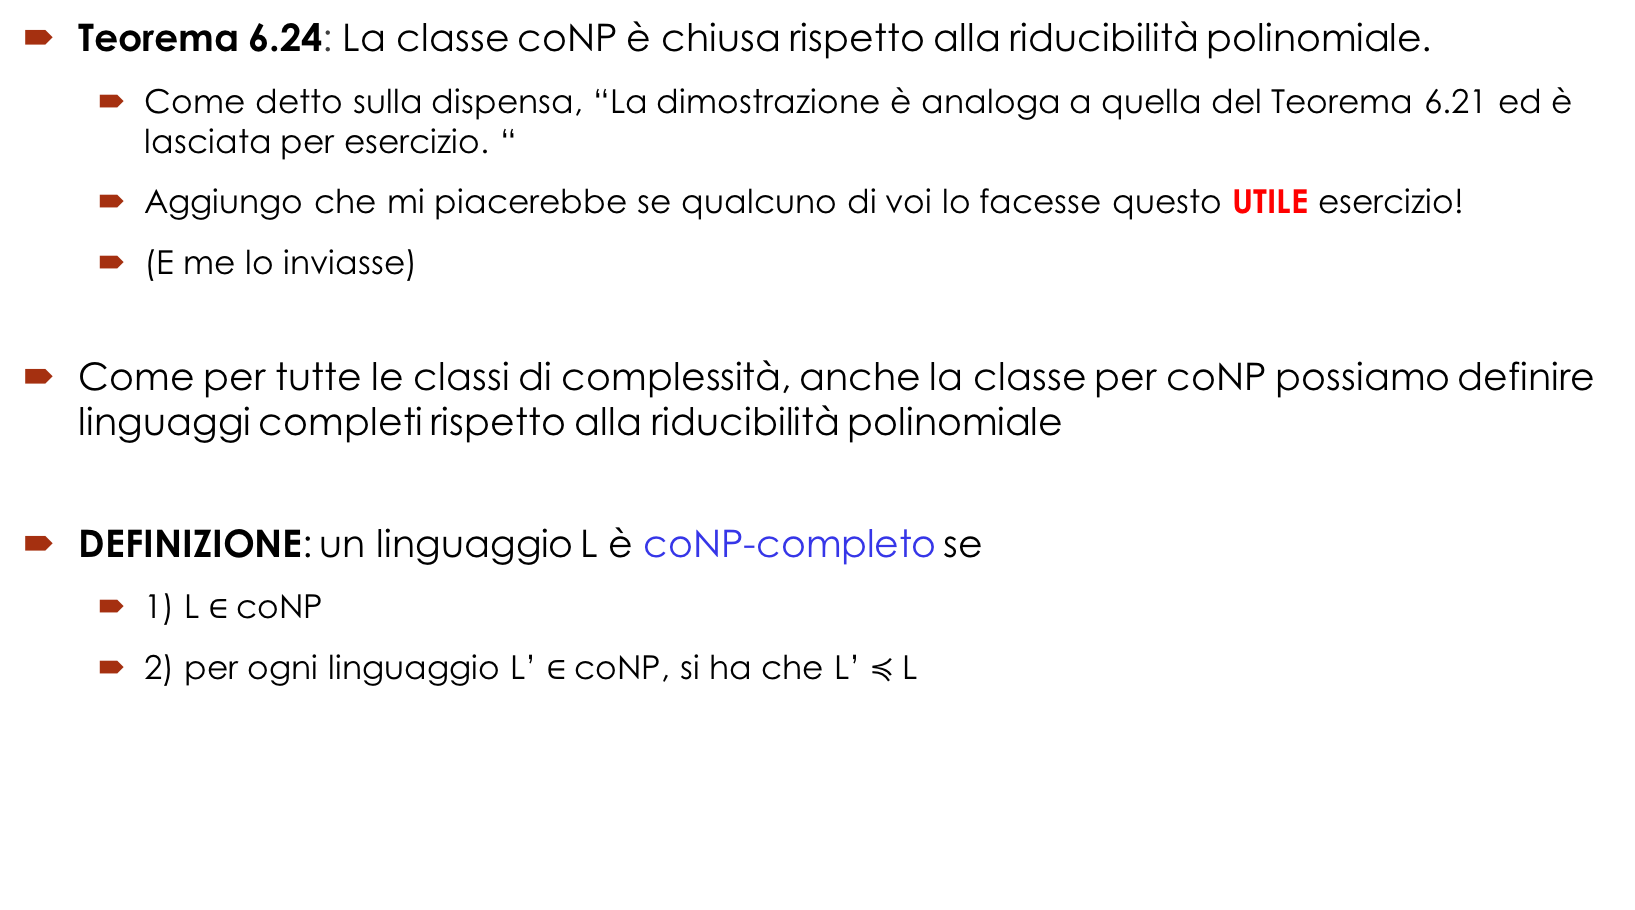 Teorema 6.24: La classe coNP è chiusa rispetto alla riducibilità polinomiale.
Come detto sulla dispensa, “La dimostrazione è analoga a quella del Teorema 6.21 ed è
lasciata per esercizio. “
Aggiungo che mi piacerebbe se qualcuno di voi lo facesse questo UTILE esercizio!
(E me lo inviasse)
Come per tutte le classi di complessità, anche la classe per coNP possiamo definire
linguaggi completi rispetto alla riducibilità polinomiale
DEFINIZIONE: un linguaggio L è coNP-completo se
1) L ∈ coNP
2) per ogni linguaggio L’ ∈ coNP, si ha che L’ ≼ L